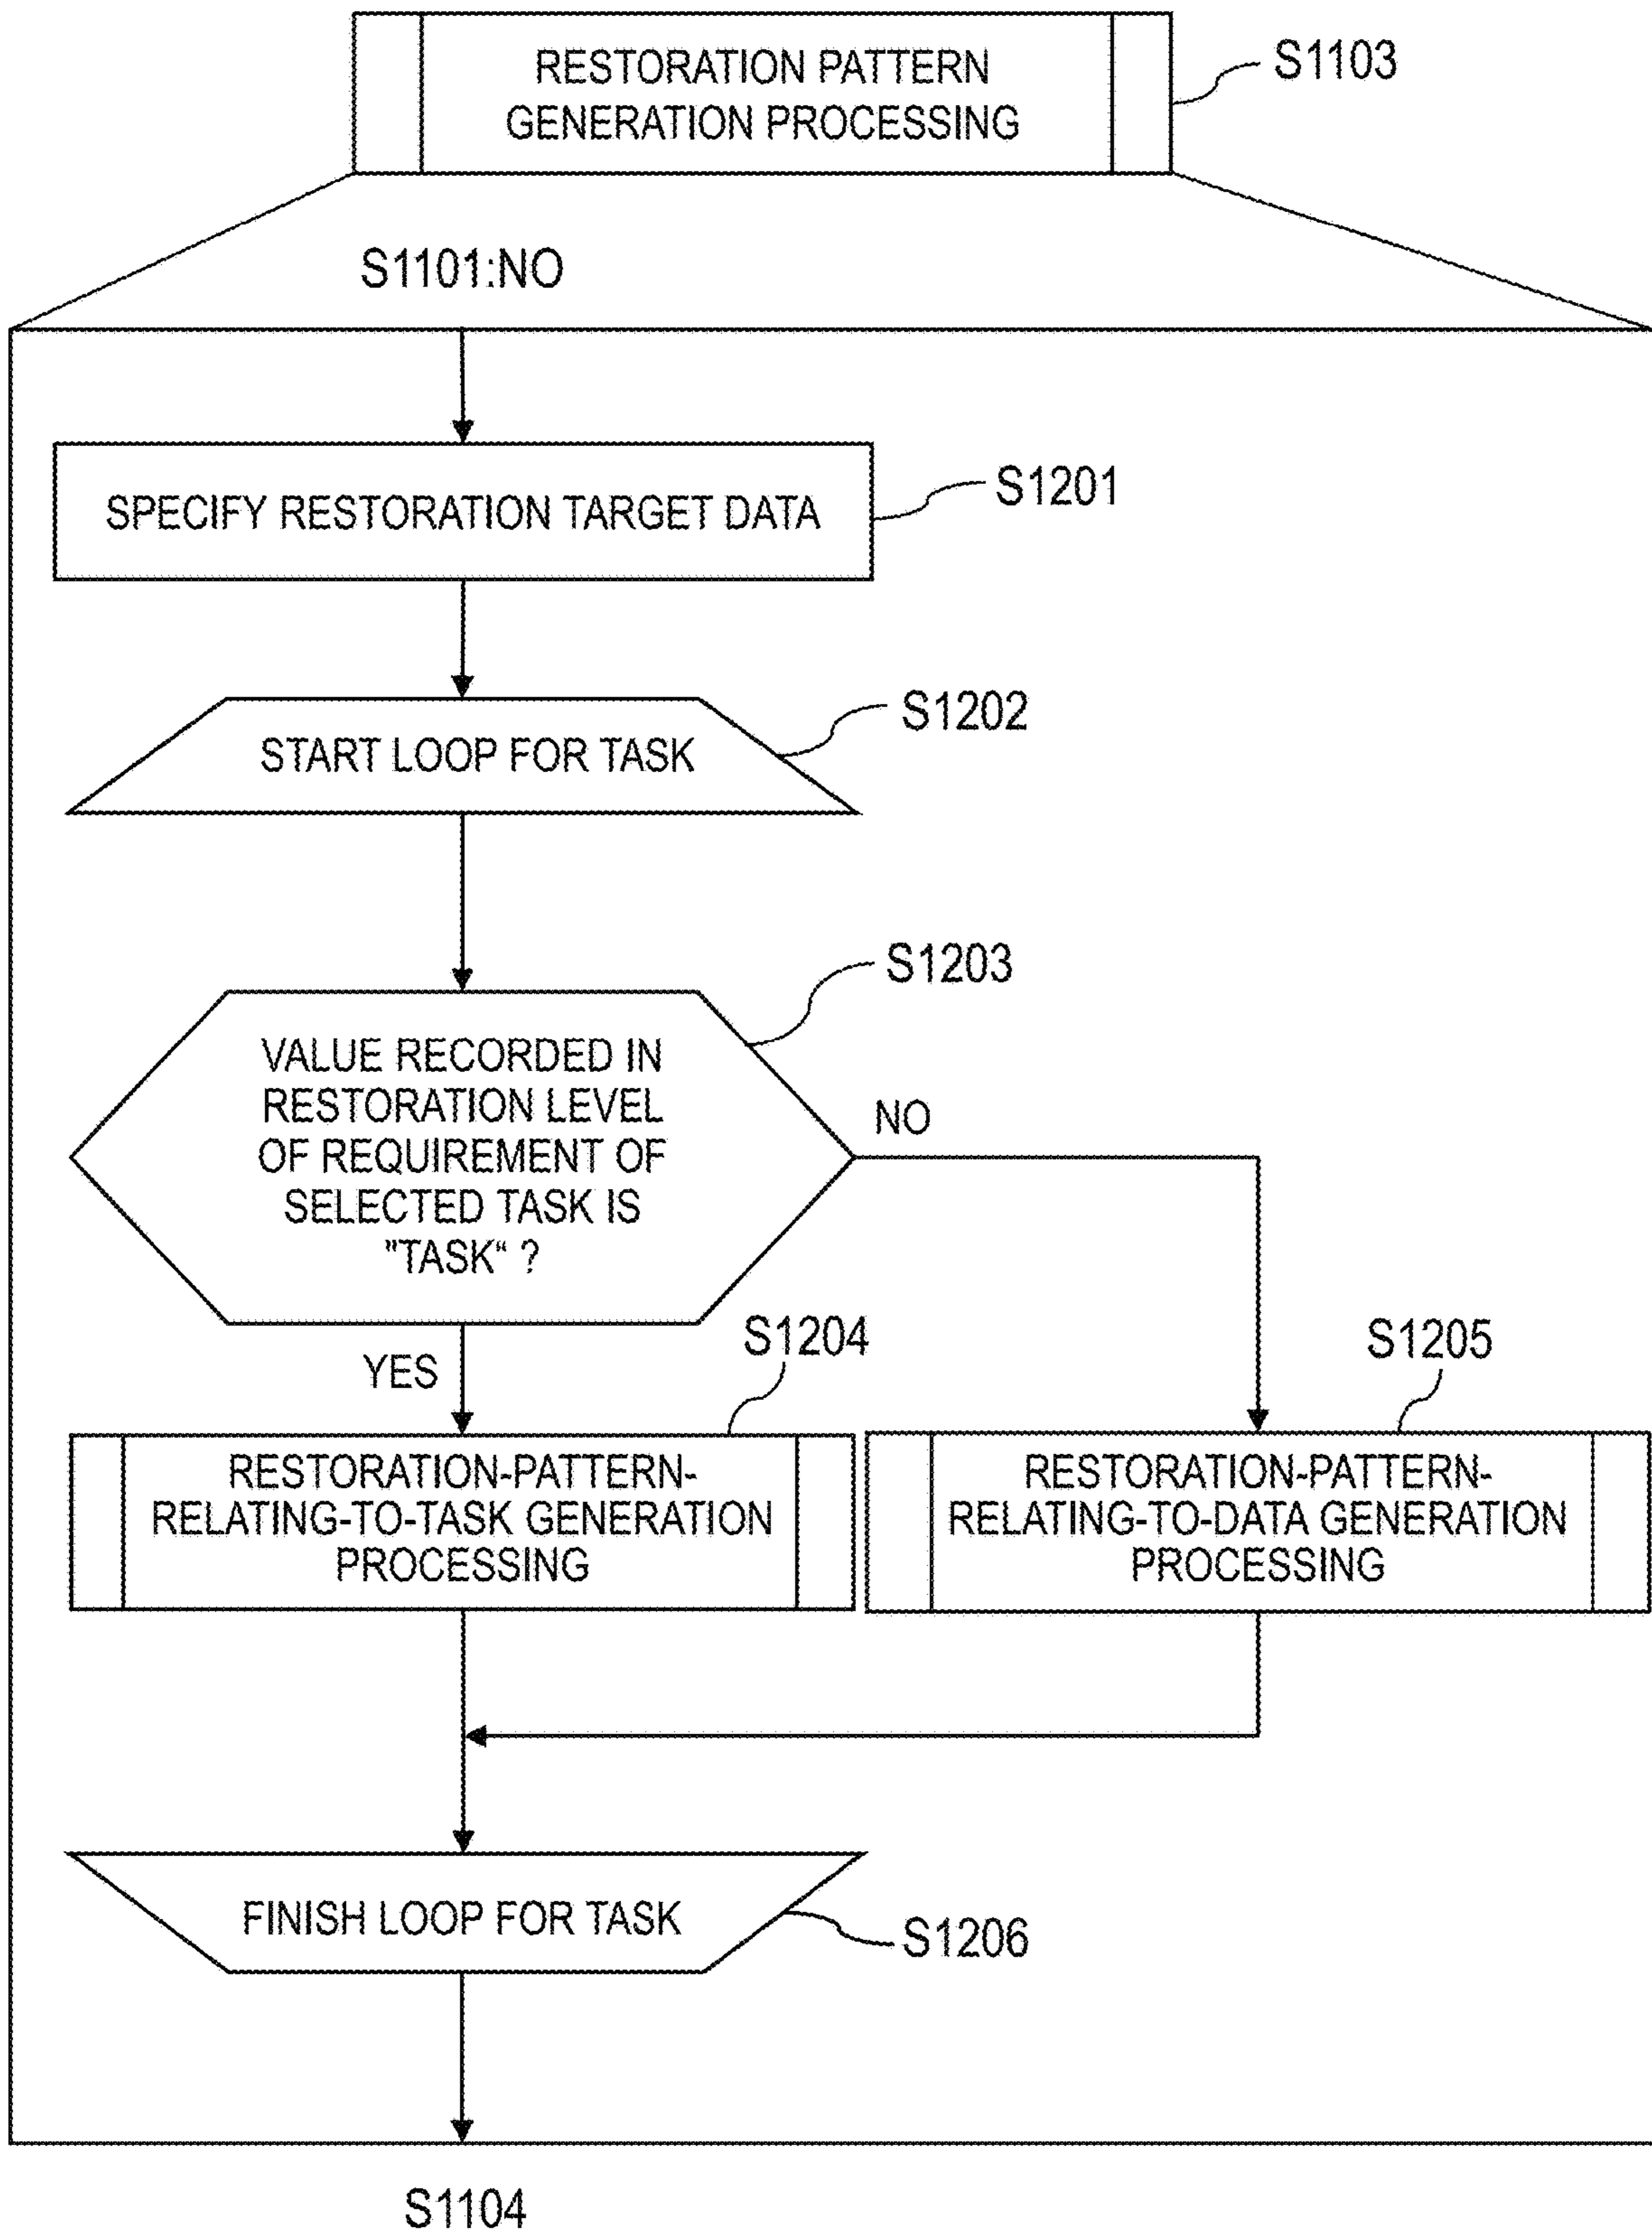 RESTORATION PATTERN
GENERATION PROCESSING
S1103
S1101:NO
SPECIFY RESTORATION TARGET DATA
S1201
START LOOP FOR TASK
S1202
S1203
VALUE RECORDED IN
RESTORATION LEVEL
OF REQUIREMENT OF
SELECTED TASK IS
"TASK“ ?
NO
YES
S1204
S1205
RESTORATION-PATTERN-
RELATING-TO-TASK GENERATION
PROCESSING
RESTORATION-PATTERN-
RELATING-TO-DATA GENERATION
PROCESSING
FINISH LOOP FOR TASK
S1206
S1104